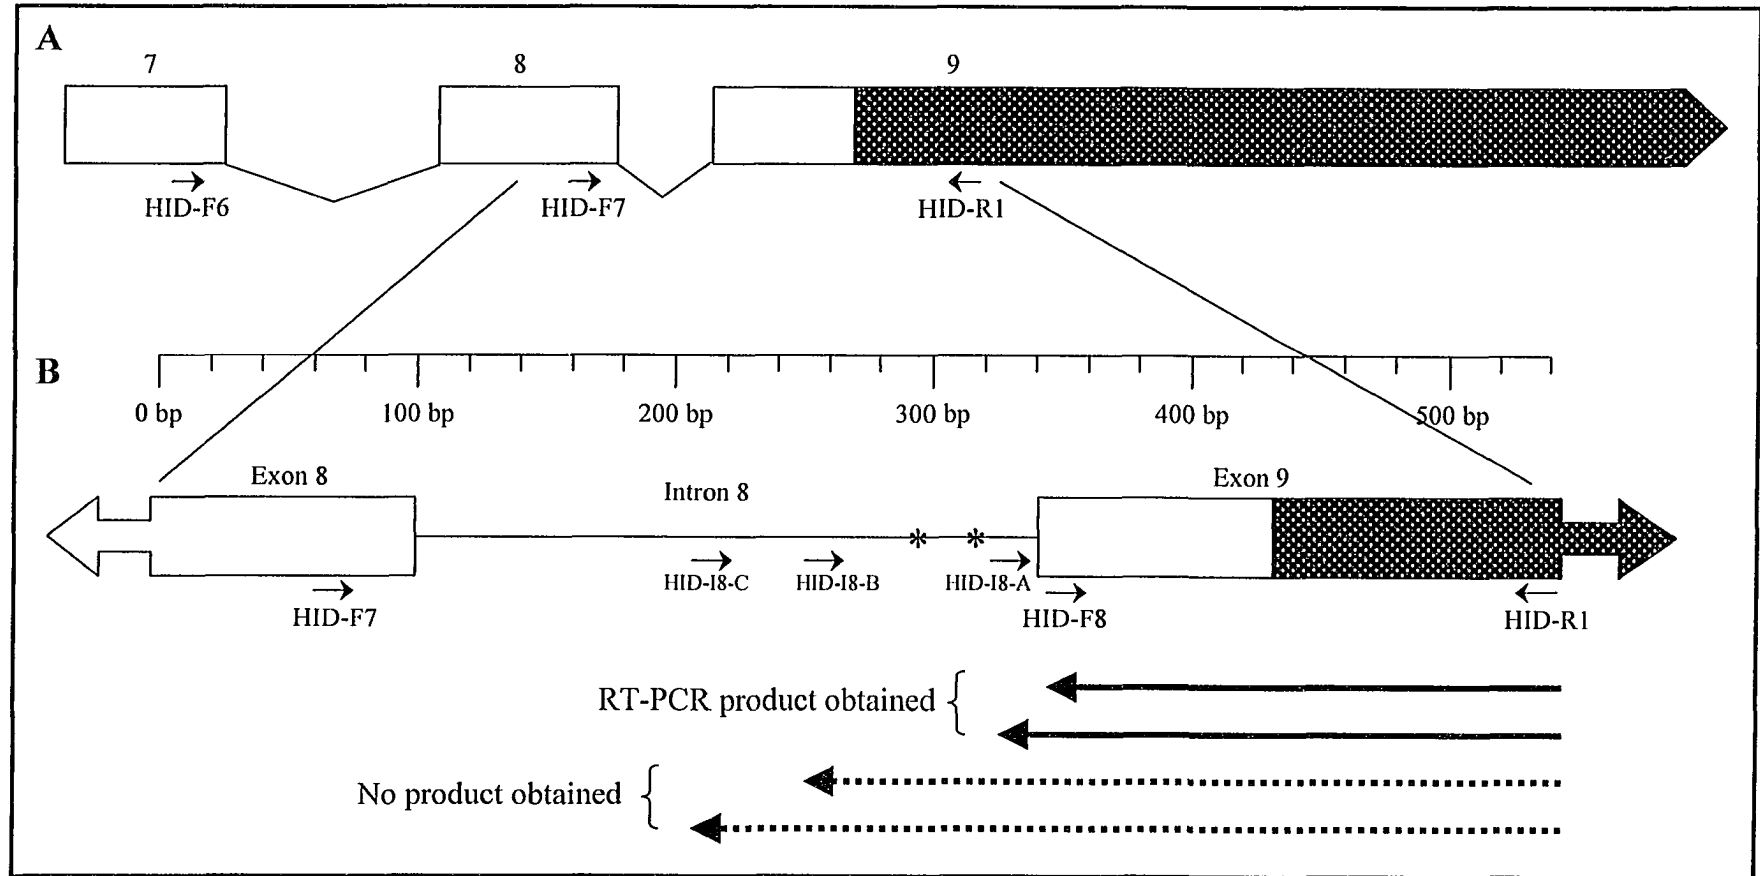 A
7 8 9
HID-F6 HID-F7 HID-R1
B
0 bp 100 bp 200 bp 300 bp 400 bp 500 bp
Exon 8 Intron 8 Exon 9
* *
HID-I8-C HID-I8-B HID-I8-A
HID-F7 HID-F8 HID-R1
RT-PCR product obtained
No product obtained